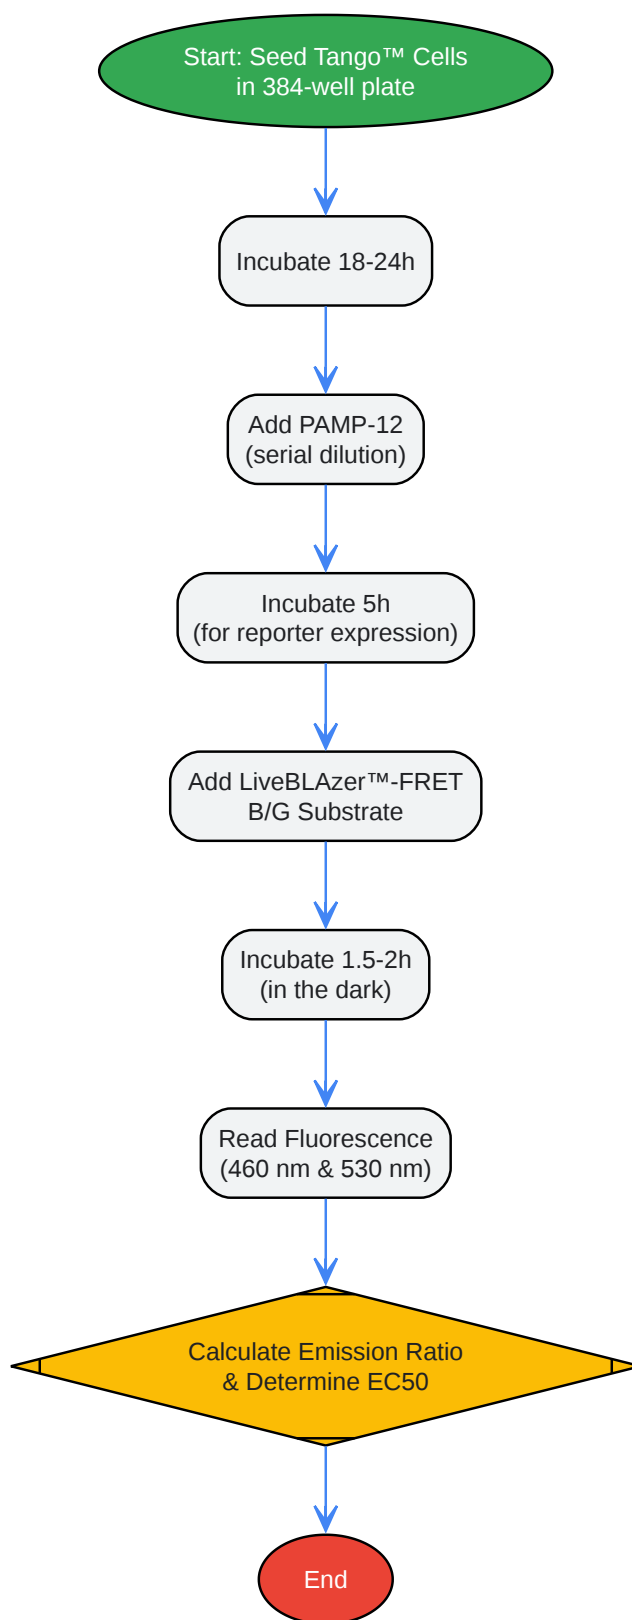 Start: Seed Tango™ Cells
in 384-well plate
Incubate 18-24h
Add PAMP-12
(serial dilution)
Incubate 5h
(for reporter expression)
Add LiveBLAzer™-FRET
B/G Substrate
Incubate 1.5-2h
(in the dark)
Read Fluorescence
(460 nm & 530 nm)
Calculate Emission Ratio
& Determine EC50
End